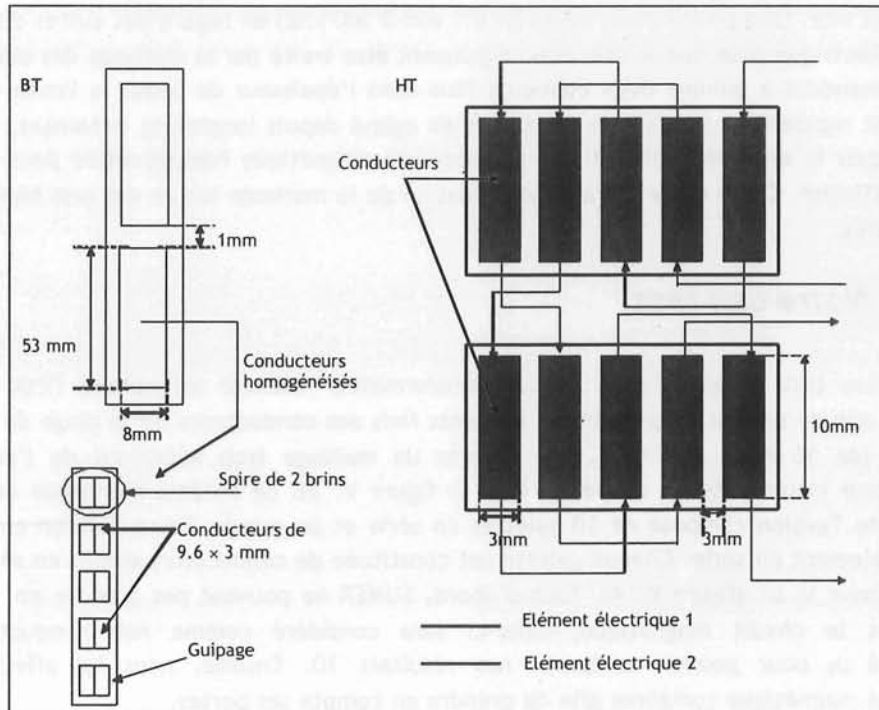 BT
HT
Conducteurs
1mm
53 mm
Conducteurs
homogénéisés
8mm
10mm
Spire de 2 brins
3mm
3mm
Conducteurs de
9.6 × 3 mm
Guipage
Elément électrique 1
Elément électrique 2